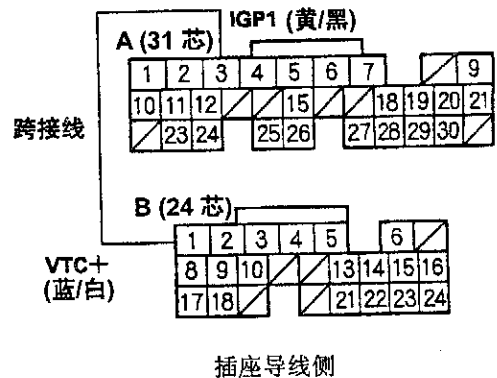 IGP1 (黄/黑)
A (31 芯)
1 2 3 4 5 6 7 9
10 11 12 15 18 19 20 21
23 24 25 26 27 28 29 30
跨接线
B (24 芯)
1 2 3 4 5 6
VTC+
(蓝/白)
8 9 10 13 14 15 16
17 18 21 22 23 24
插座导线侧